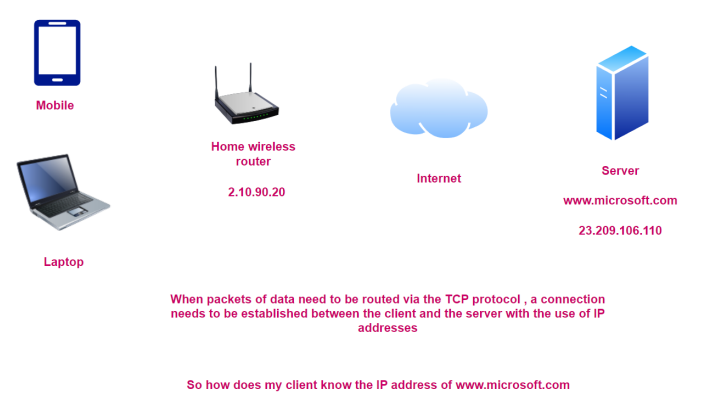 Mobile
Home wireless
router
2.10.90.20
Internet
Server
www.microsoft.com
23.209.106.110
Laptop
When packets of data need to be routed via the TCP protocol , a connection
needs to be established between the client and the server with the use of IP
addresses
So how does my client know the IP address of www.microsoft.com